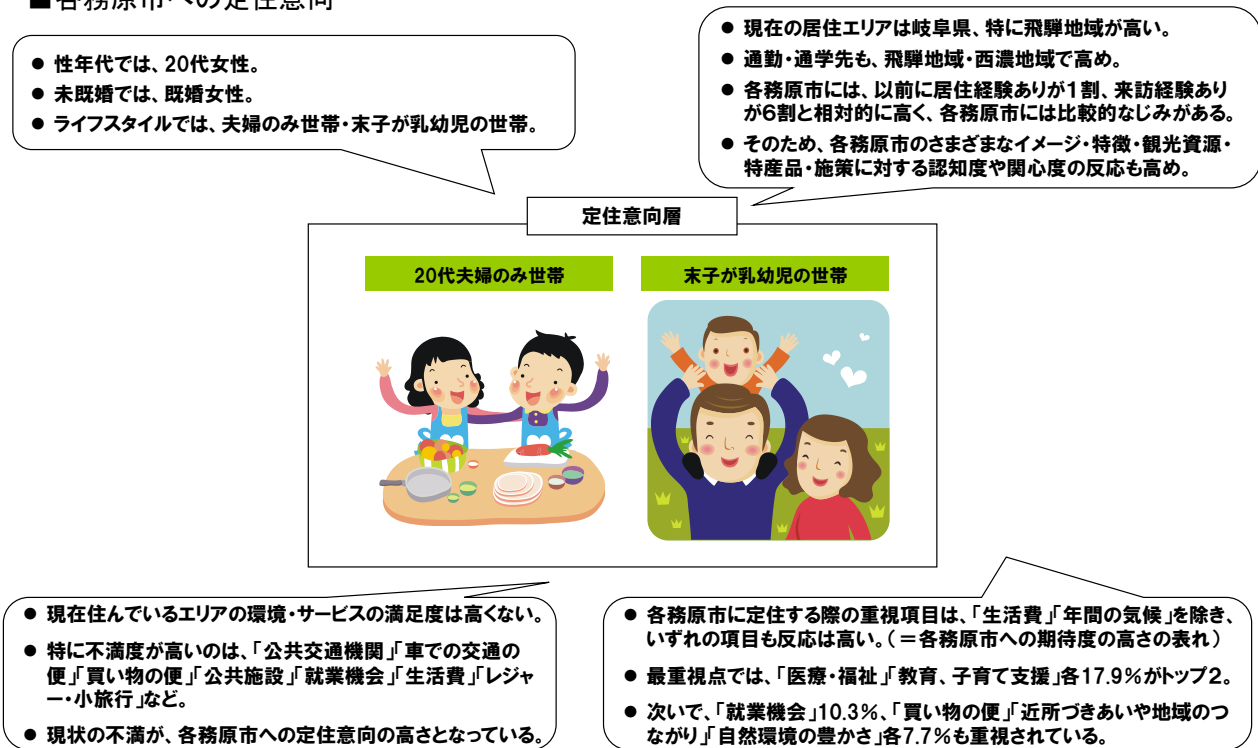 ■各務原市への定住意向
● 性年代では、20代女性。
● 未既婚では、既婚女性。
● ライフスタイルでは、夫婦のみ世帯・末子が乳幼児の世帯。
● 現在の居住エリアは岐阜県、特に飛騨地域が高い。
● 通勤・通学先も、飛騨地域・西濃地域で高め。
● 各務原市には、以前に居住経験ありが1割、来訪経験あり
が6割と相対的に高く、各務原市には比較的なじみがある。
● そのため、各務原市のさまざまなイメージ・特徴・観光資源・
特産品・施策に対する認知度や関心度の反応も高め。
定住意向層
20代夫婦のみ世帯
末子が乳幼児の世帯
● 現在住んでいるエリアの環境・サービスの満足度は高くない。
● 特に不満度が高いのは、「公共交通機関」「車での交通の
便」「買い物の便」「公共施設」「就業機会」「生活費」「レジャ
ー・小旅行」など。
● 現状の不満が、各務原市への定住意向の高さとなっている。
● 各務原市に定住する際の重視項目は、「生活費」「年間の気候」を除き、
いずれの項目も反応は高い。(=各務原市への期待度の高さの表れ)
● 最重視点では、「医療・福祉」「教育、子育て支援」各17.9%がトップ2。
● 次いで、「就業機会」10.3%、「買い物の便」「近所づきあいや地域のつ
ながり」「自然環境の豊かさ」各7.7%も重視されている。